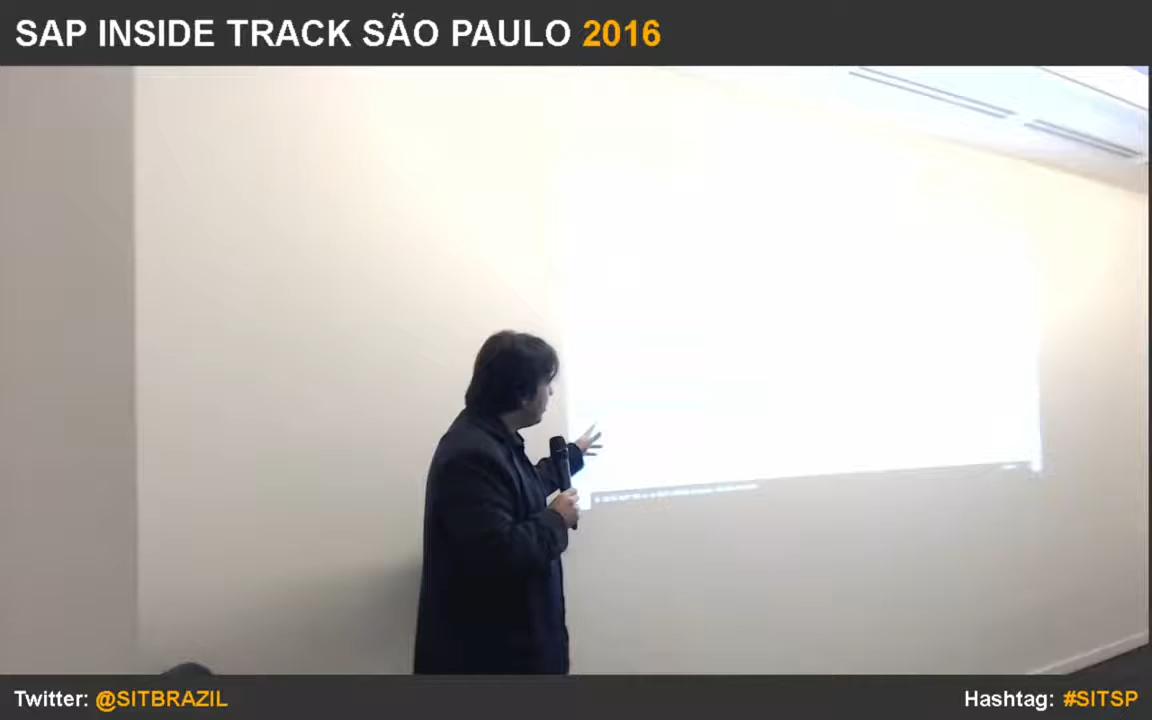 SAP INSIDE TRACK SÃO PAULO 2016
Twitter: @SITBRAZIL
Hashtag: #SITSP